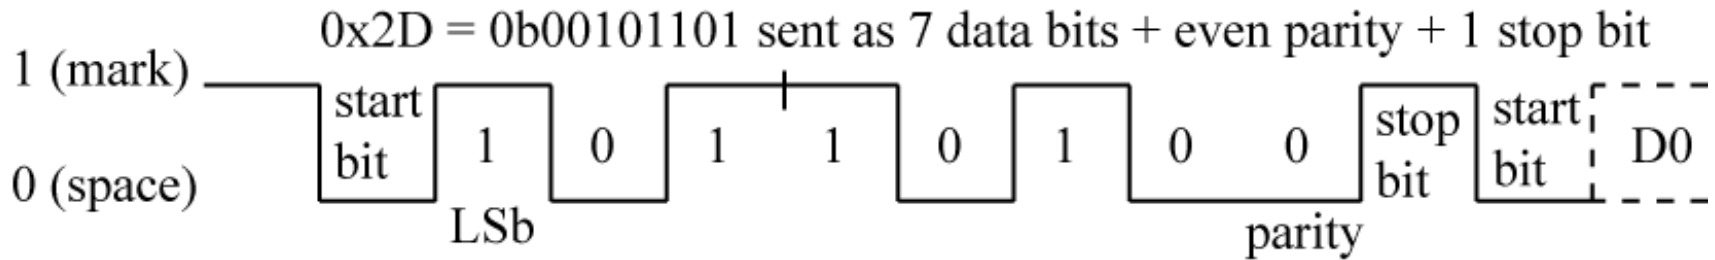 0x2D = 0b00101101 sent as 7 data bits + even parity + 1 stop bit
1 (mark)
start bit
1 0 1 1 0 1 0 0
stop bit
start bit
D0
0 (space)
LSb
parity